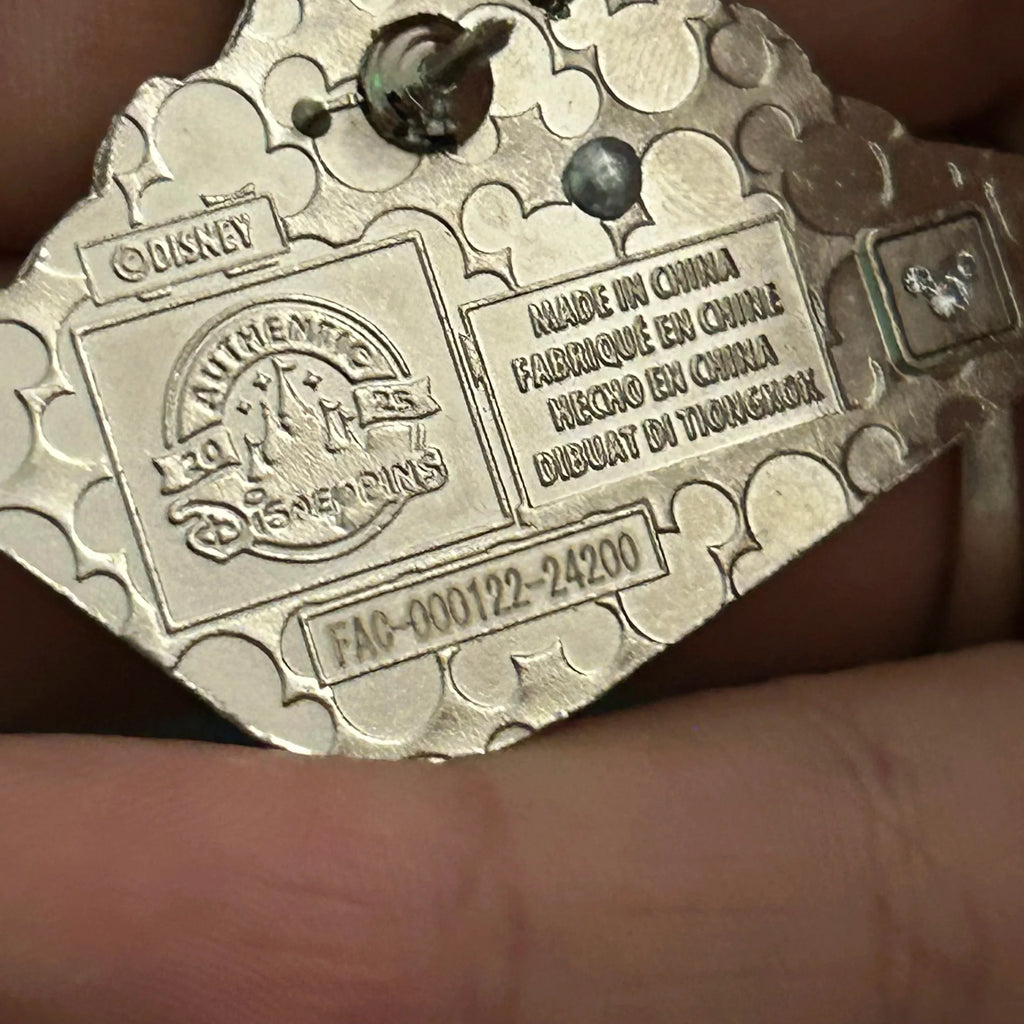 ©DISNEY
AUTHENTIC
20 25
Disney PINS
MADE IN CHINA
FABRIQUÉ EN CHINE
HECHO EN CHINA
DIBUAT DI TIONGKOK
FAC-000122-24200